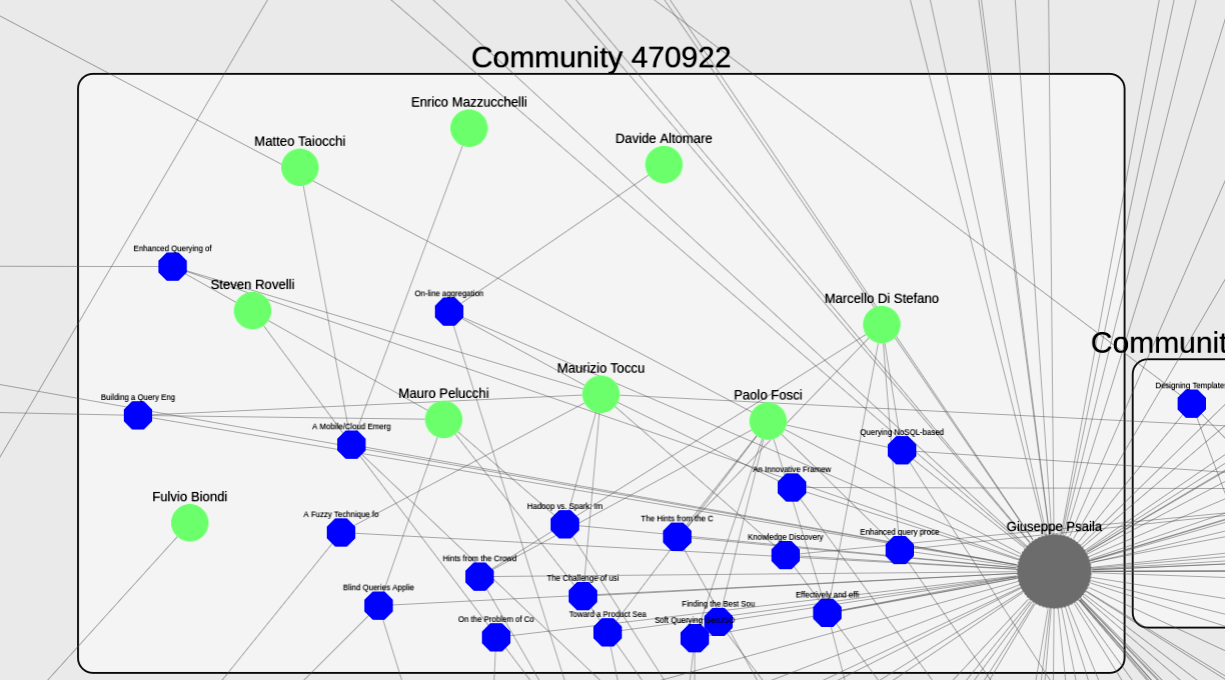 Community 470922
Enrico Mazzucchelli
Matteo Taiocchi
Davide Altomare
Enhanced Querying of
Steven Rovelli
On-line aggregation
Marcello Di Stefano
Communit
Maurizio Toccu
Designing Template
Mauro Pelucchi
Paolo Fosci
Building a Query Eng
A Mobile/Cloud Emerg
Querying NoSQL-based
An Innovative Framew
Fulvio Biondi
Hadoop vs. Spark: Im
A Fuzzy Technique fo
The Hints from the C
Giuseppe Psaila
Enhanced query proce
Knowledge Discovery
Hints from the Crowd
The Challenge of usi
Blind Queries Applie
Effectively and effi
Finding the Best Sou
Toward a Product Sea
On the Problem of Co
Soft Querying